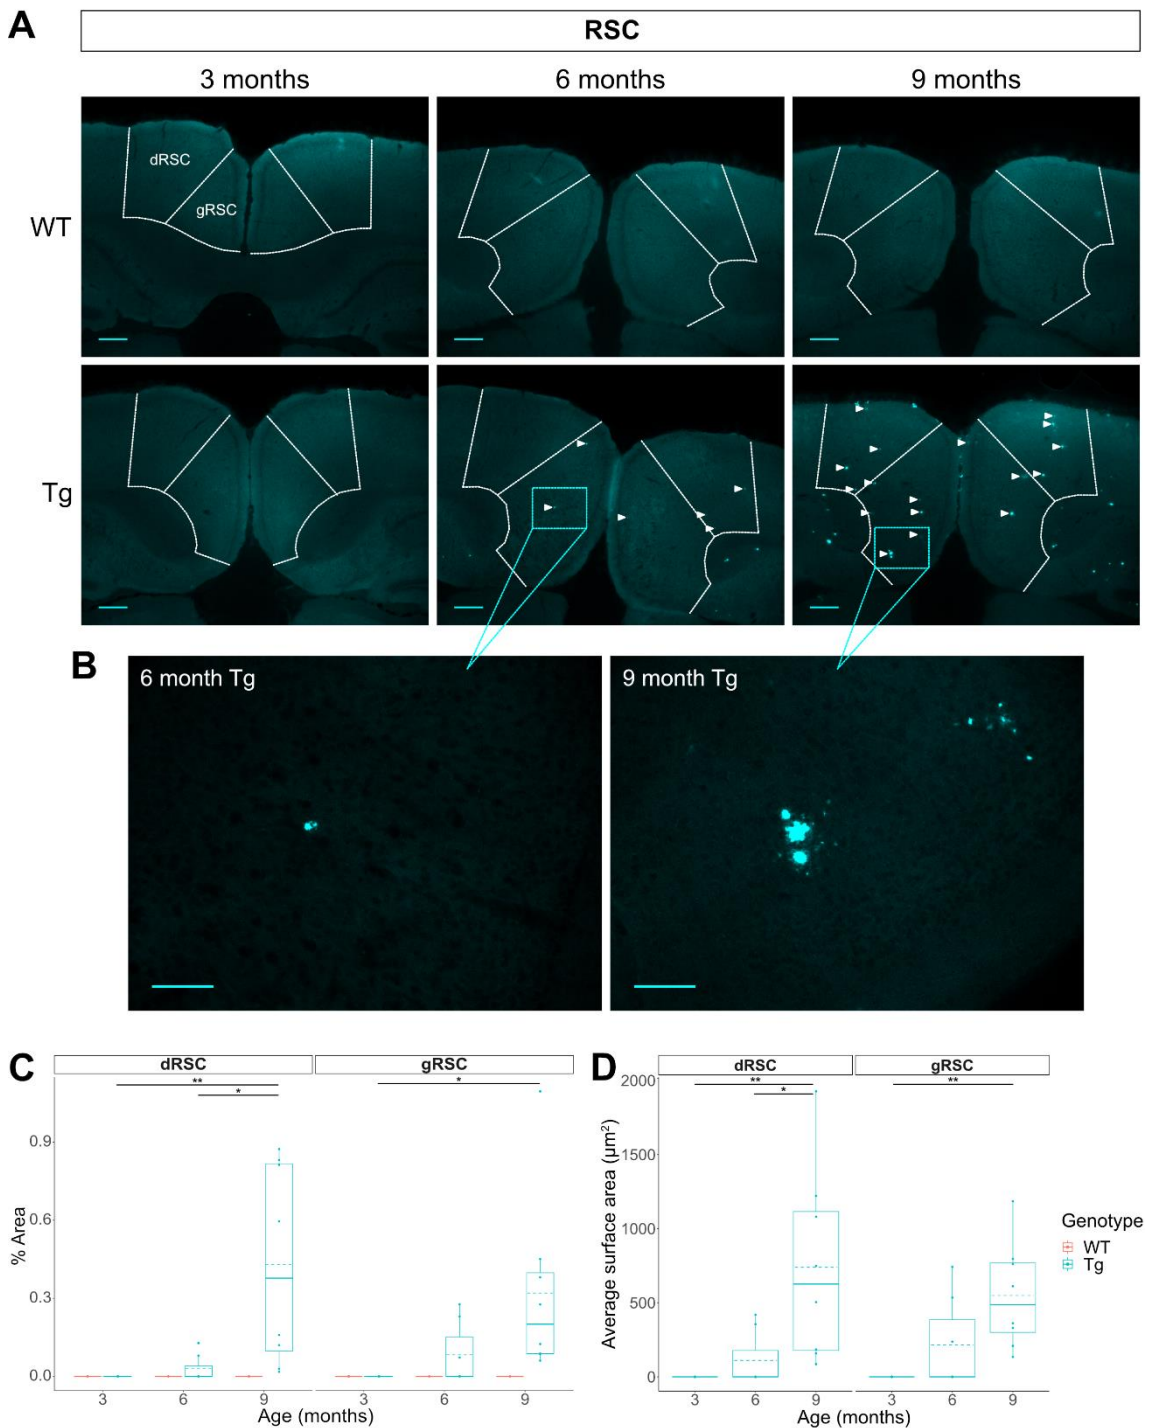 A
RSC
3 months 6 months 9 months
WT
dRSC
gRSC
Tg
B
6 month Tg 9 month Tg
C
dRSC gRSC
** * *
% Area
0.9
0.6
0.3
0.0
3 6 9 3 6 9
Age (months)
D
dRSC gRSC
** * **
Average surface area (µm²)
2000
1500
1000
500
0
3 6 9 3 6 9
Age (months)
Genotype
WT
Tg